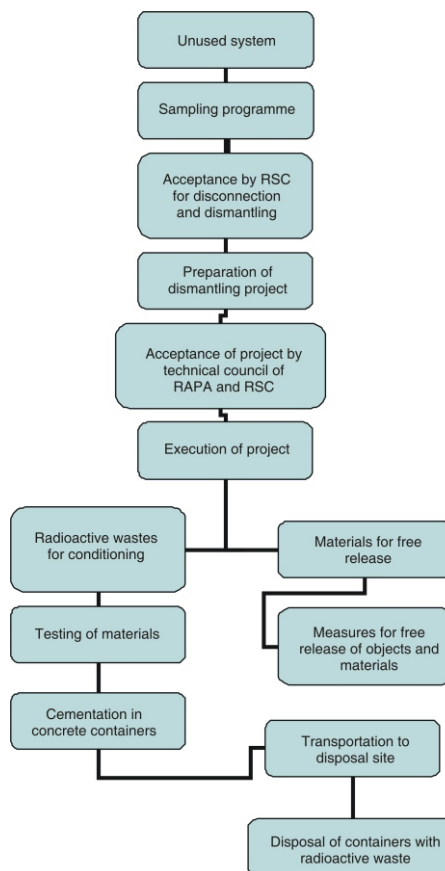 Unused system
Sampling programme
Acceptance by RSC
for disconnection
and dismantling
Preparation of
dismantling project
Acceptance of project by
technical council of
RAPA and RSC
Execution of project
Radioactive wastes
for conditioning
Materials for free
release
Testing of materials
Measures for free
release of objects and
materials
Cementation in
concrete containers
Transportation to
disposal site
Disposal of containers with
radioactive waste